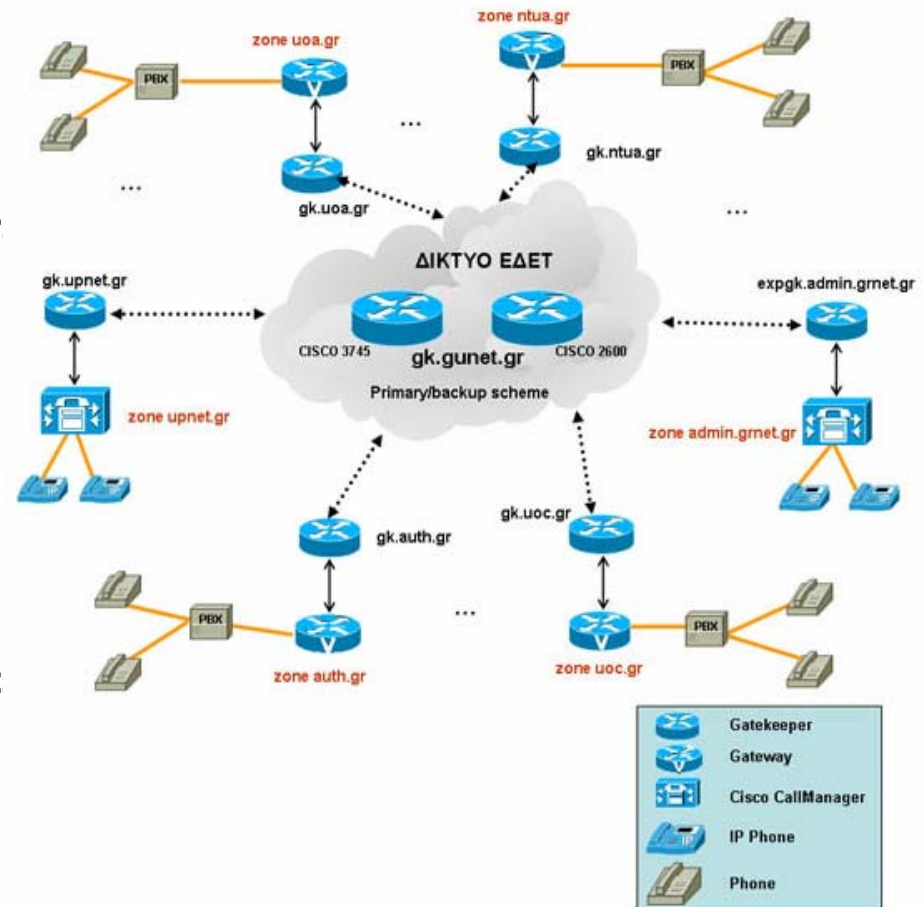 zone uoa.gr
zone ntua.gr
PBX
PBX
...
gk.ntua.gr
...
gk.uoa.gr
...
ΔΙΚΤΥΟ ΕΔΕΤ
gk.upnet.gr
expgk.admin.grnet.gr
CISCO 3745
gk.gunet.gr
CISCO 2600
Primary/backup scheme
zone upnet.gr
zone admin.grnet.gr
gk.auth.gr
gk.uoc.gr
...
PBX
PBX
zone auth.gr
zone uoc.gr
Gatekeeper
Gateway
Cisco CallManager
IP Phone
Phone